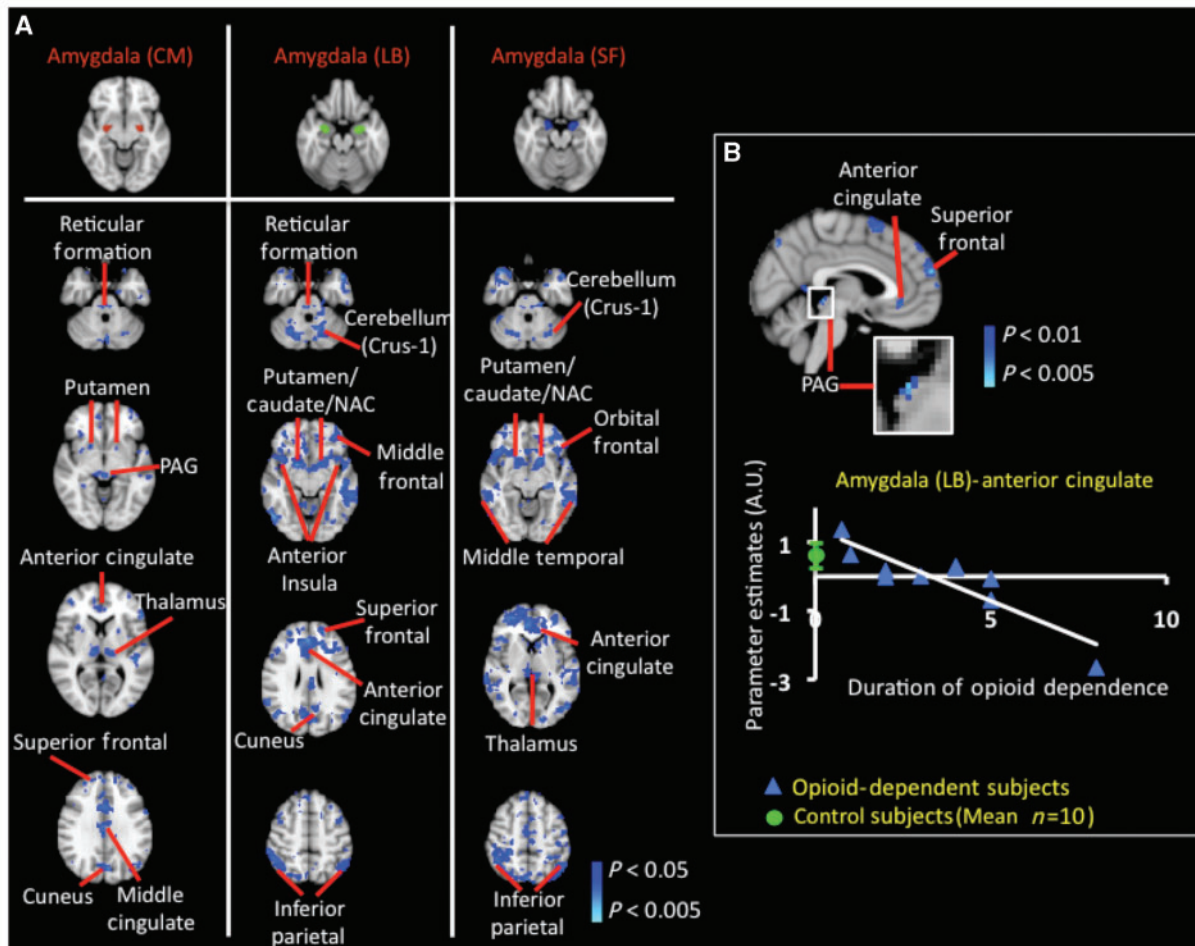 A
Amygdala (CM)
Amygdala (LB)
Amygdala (SF)
Reticular
formation
Putamen
PAG
Anterior cingulate
Thalamus
Superior frontal
Cuneus
Middle
cingulate
Reticular
formation
Cerebellum
(Crus-1)
Putamen/
caudate/NAC
Middle
frontal
Anterior
Insula
Superior
frontal
Anterior
cingulate
Cuneus
Inferior
parietal
Cerebellum
(Crus-1)
Putamen/
caudate/NAC
Orbital
frontal
Middle temporal
Anterior
cingulate
Thalamus
Inferior
parietal
P < 0.05
P < 0.005
B
Anterior
cingulate
Superior
frontal
PAG
P < 0.01
P < 0.005
Amygdala (LB)-anterior cingulate
Parameter estimates (A.U.)
1
-1
-3
0
5
10
Duration of opioid dependence
Opioid-dependent subjects
Control subjects (Mean n=10)